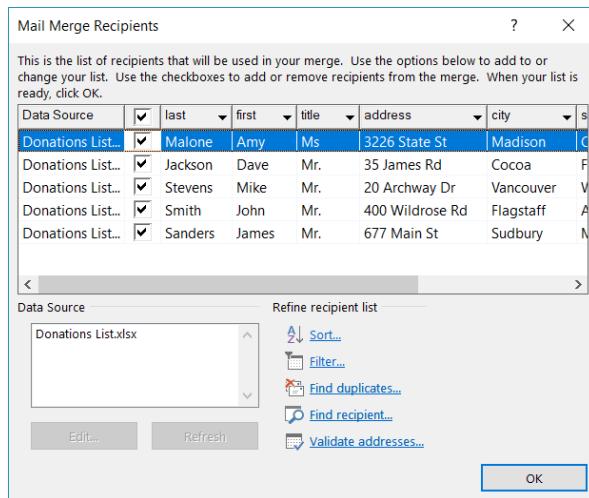 Mail Merge Recipients ?
This is the list of recipients that will be used in your merge. Use the options below to add to or
change your list. Use the checkboxes to add or remove recipients from the merge. When your list is
ready, click OK.
Data Source last first title address city s
Donations List... Malone Amy Ms 3226 State St Madison C
Donations List... Jackson Dave Mr. 35 James Rd Cocoa F
Donations List... Stevens Mike Mr. 20 Archway Dr Vancouver
Donations List... Smith John Mr. 400 Wildrose Rd Flagstaff A
Donations List... Sanders James Mr. 677 Main St Sudbury
Data Source Refine recipient list
Donations List.xlsx
Sort...
Filter...
Find duplicates...
Find recipient...
Validate addresses...
Edit... Refresh
OK